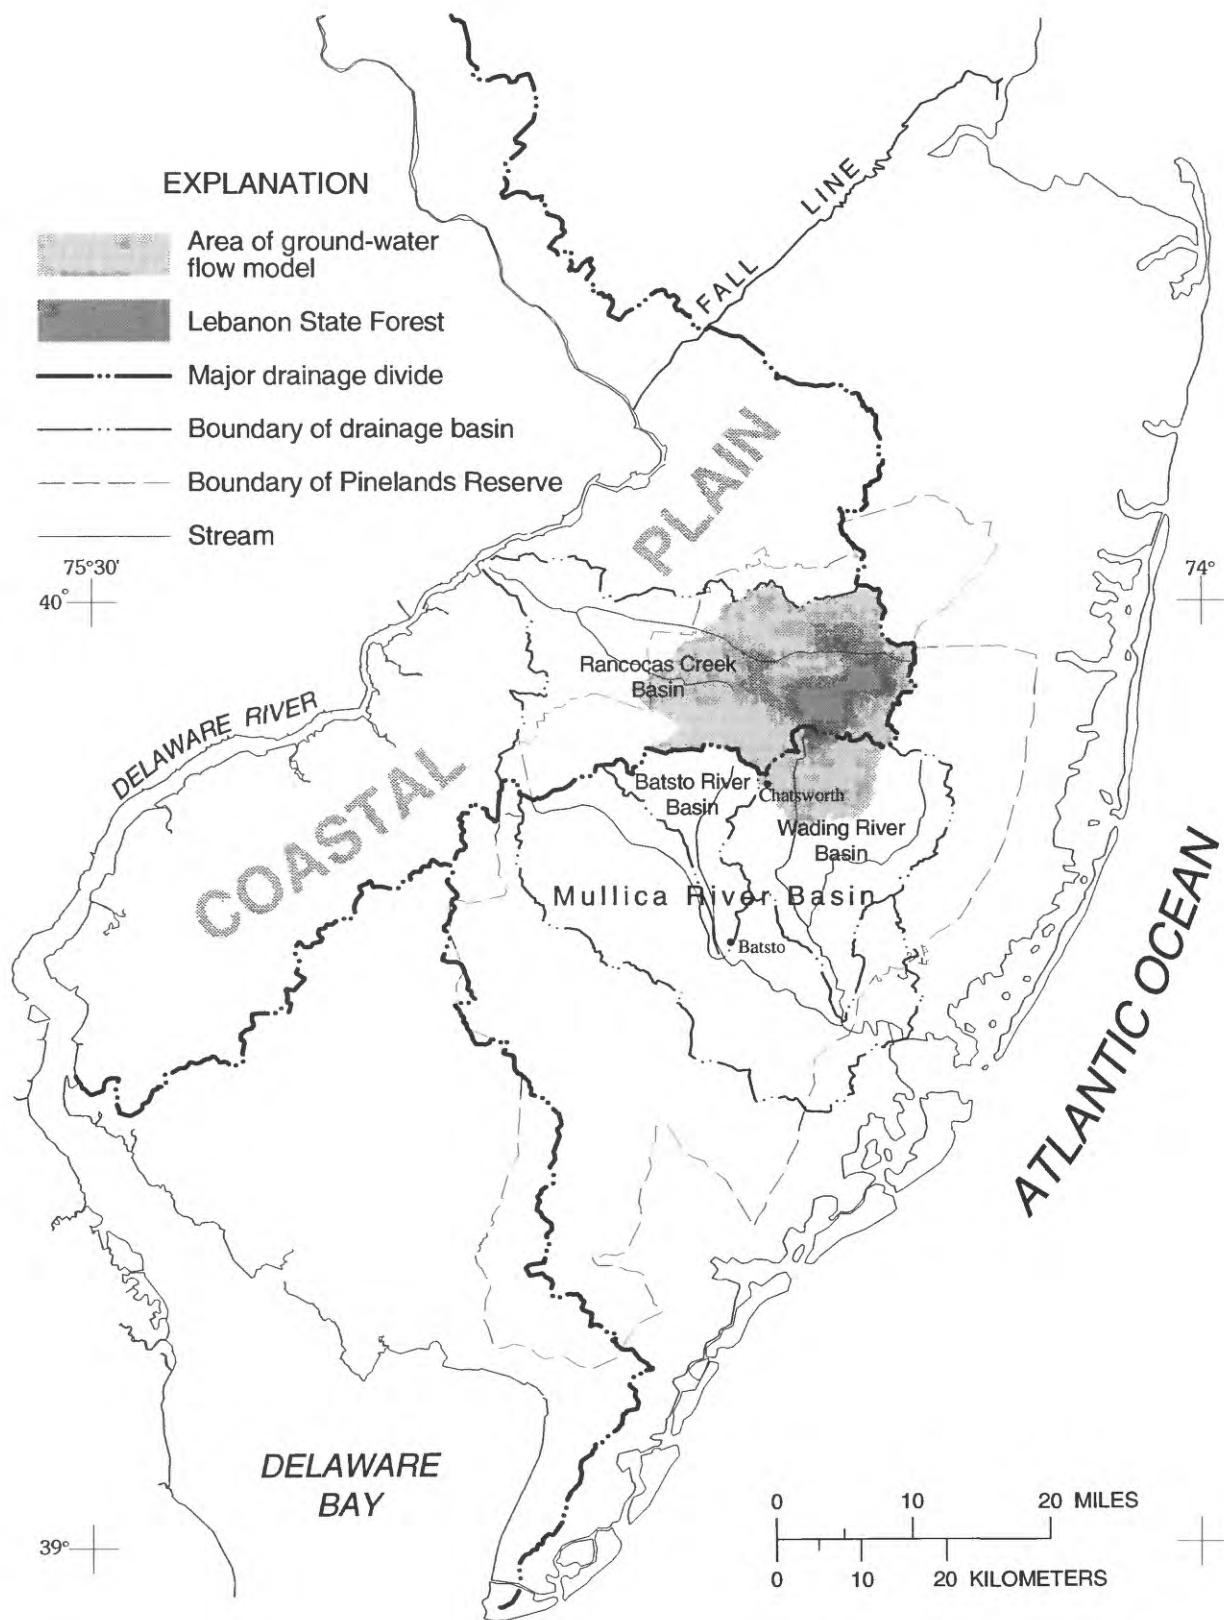 EXPLANATION
Area of ground-water
flow model
Lebanon State Forest
Major drainage divide
Boundary of drainage basin
Boundary of Pinelands Reserve
Stream
FALL LINE
COASTAL PLAIN
75°30'
40°
74°
DELAWARE RIVER
Rancocas Creek
Basin
Batsto River
Basin
Chatsworth
Wading River
Basin
Mullica River Basin
Batsto
ATLANTIC OCEAN
DELAWARE
BAY
39°
0 10 20 MILES
0 10 20 KILOMETERS